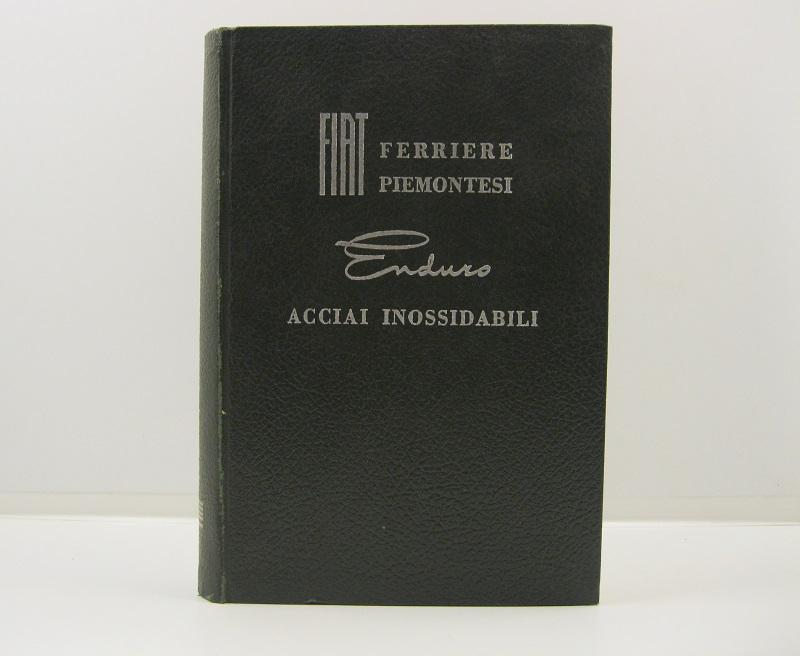 FIAT FERRIERE
PIEMONTESI
Enduro
ACCIAI INOSSIDABILI